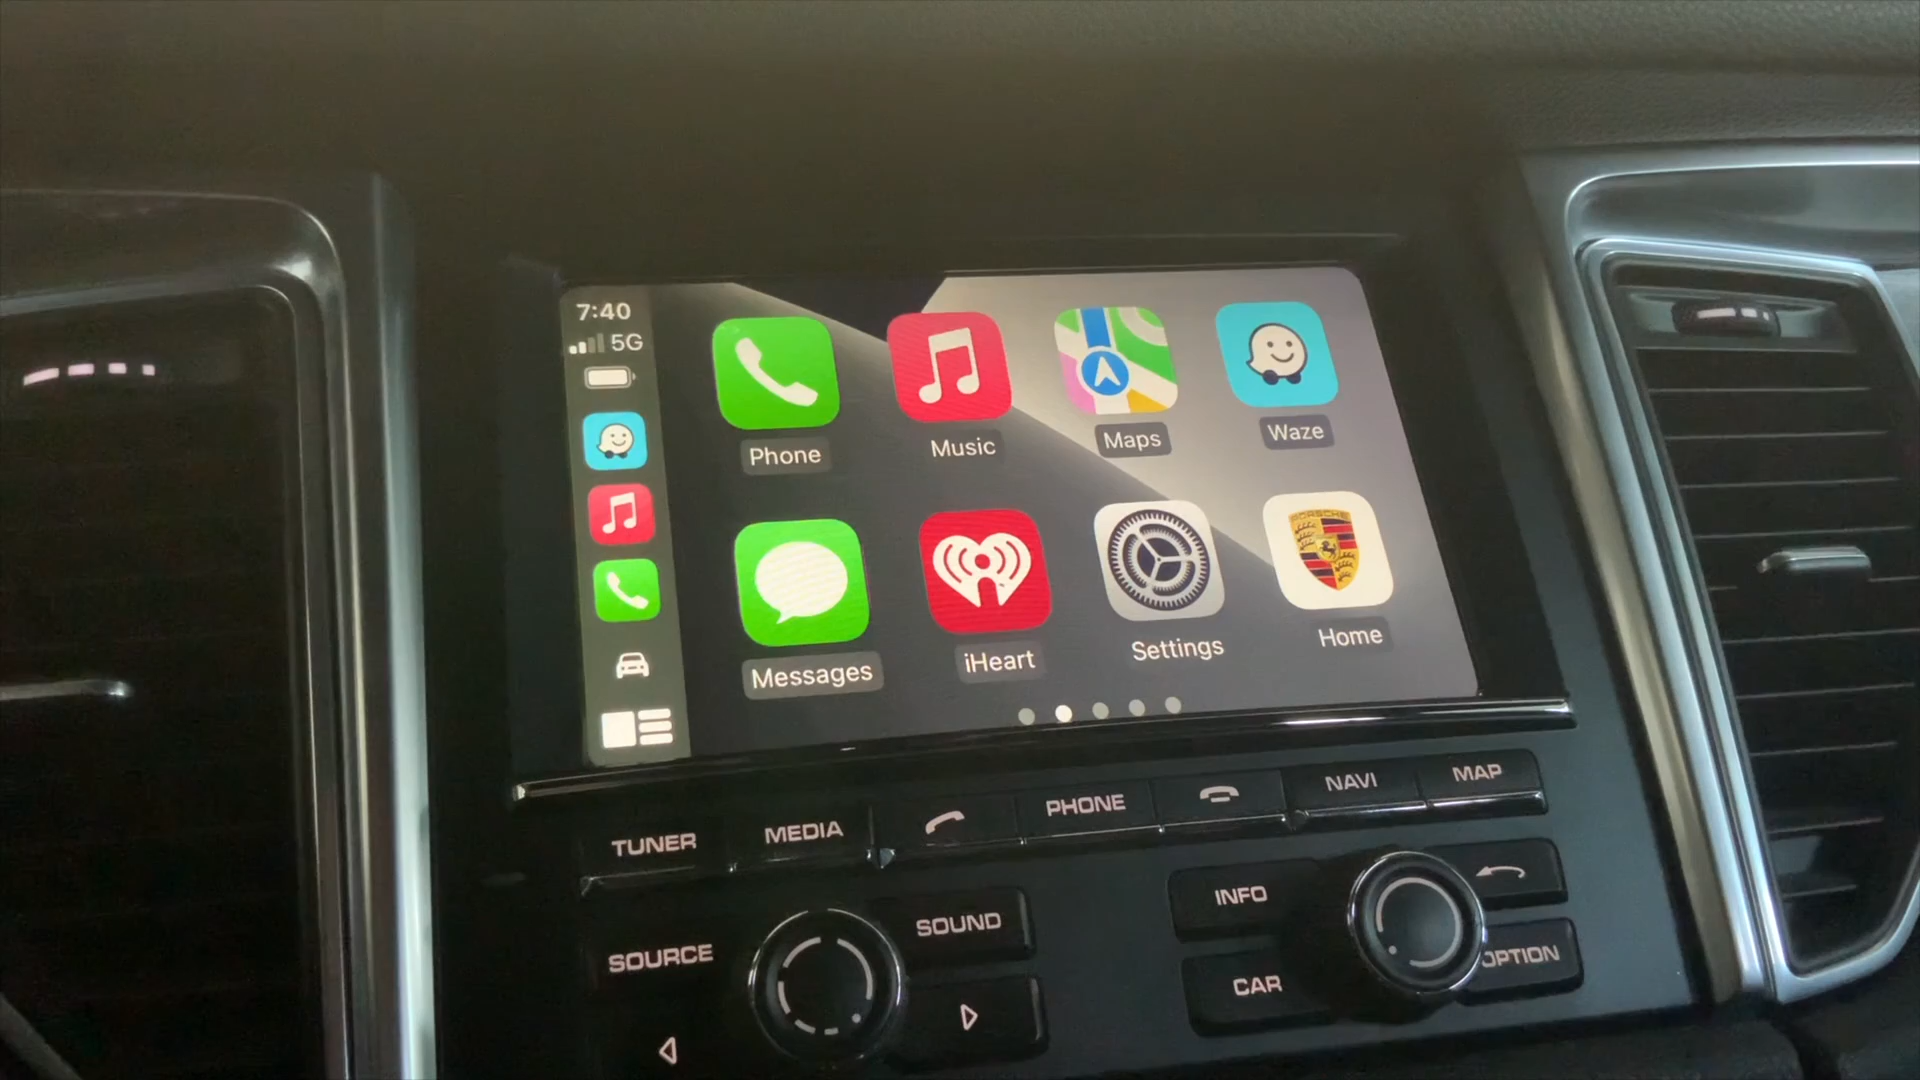 7:40
5G
Phone
Music
Maps
Waze
PORSCHE
Messages
iHeart
Settings
Home
TUNER
MEDIA
PHONE
NAVI
MAP
SOURCE
SOUND
INFO
CAR
OPTION